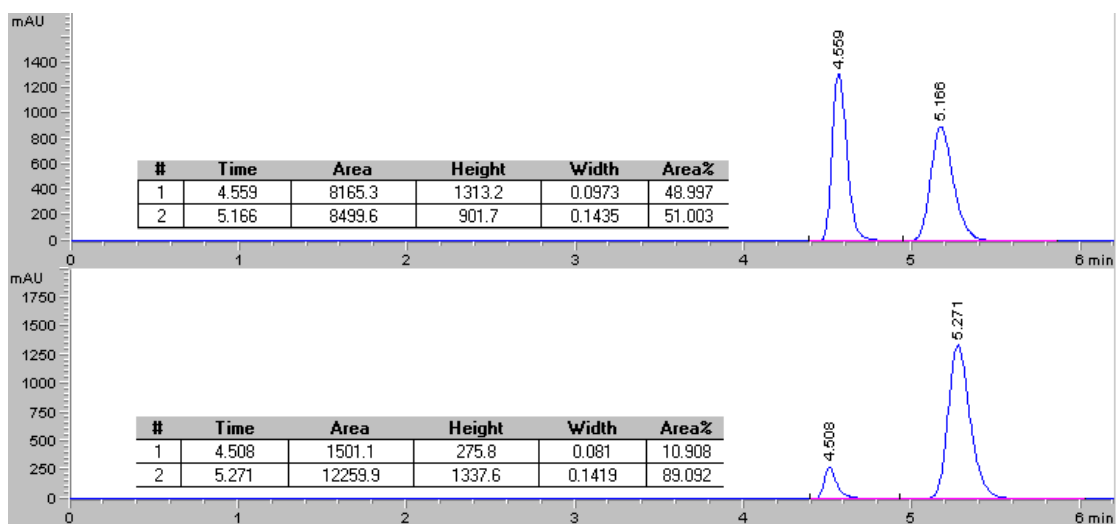 mAU
4.559
5.166
1400
1200
1000
800
600
400
200
0
# Time Area Height Width Area%
1 4.559 8165.3 1313.2 0.0973 48.997
2 5.166 8499.6 901.7 0.1435 51.003
0 1 2 3 4 5 6 min
mAU
5.271
4.508
1750
1500
1250
1000
750
500
250
0
# Time Area Height Width Area%
1 4.508 1501.1 275.8 0.081 10.908
2 5.271 12259.9 1337.6 0.1419 89.092
0 1 2 3 4 5 6 min